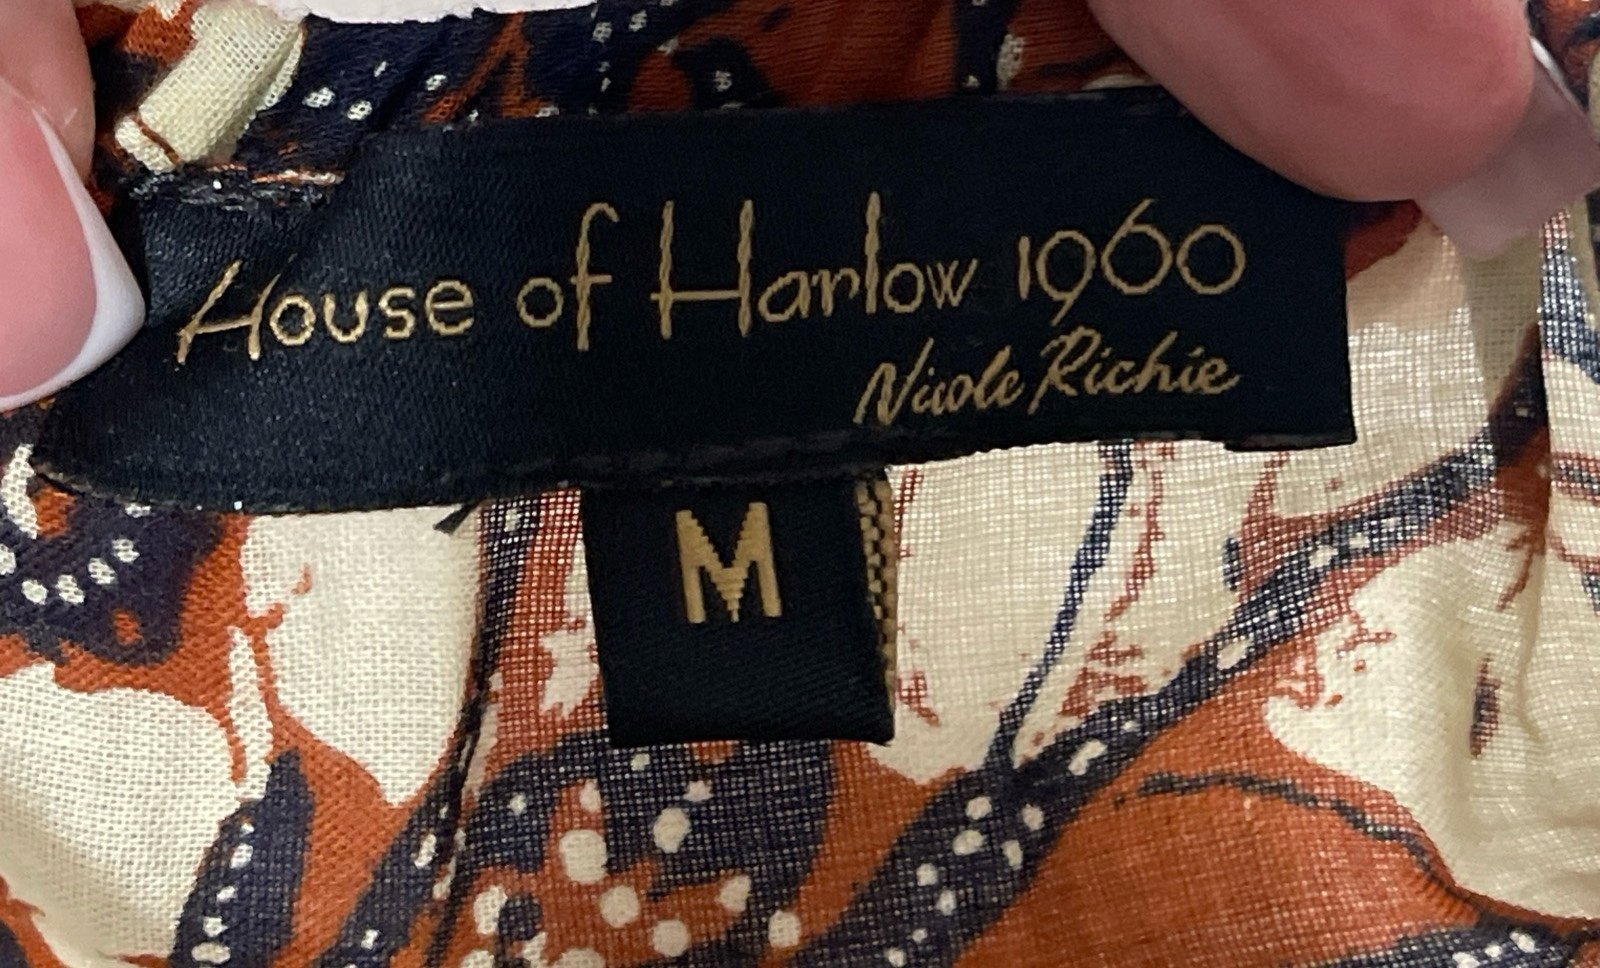 House of Harlow 1960
Nicole Richie
M